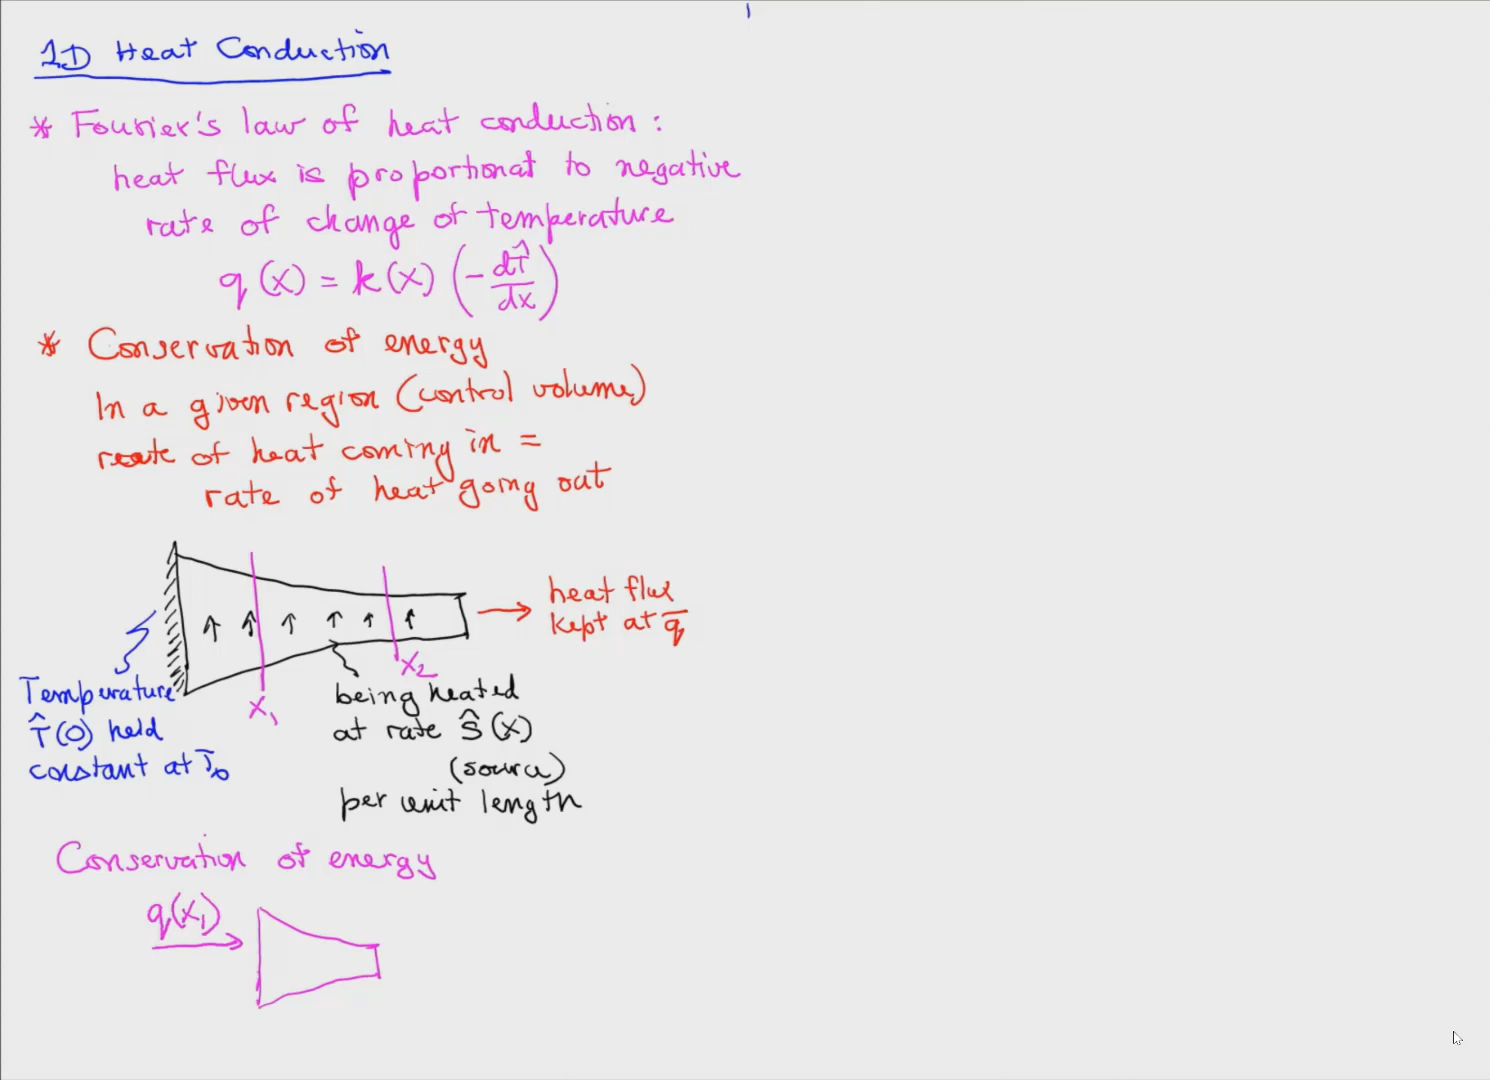 1D Heat Conduction
* Fourier's law of heat conduction :
heat flux is proportional to negative
rate of change of temperature
q(x) = k(x) (- dT̂/dx)
* Conservation of energy
In a given region (control volume)
rate of heat coming in =
rate of heat going out
heat flux
kept at q̄
x₁
x₂
Temperature
T̂(0) held
constant at T̄₀
being heated
at rate Ŝ(x)
(source)
per unit length
Conservation of energy
q(x₁)